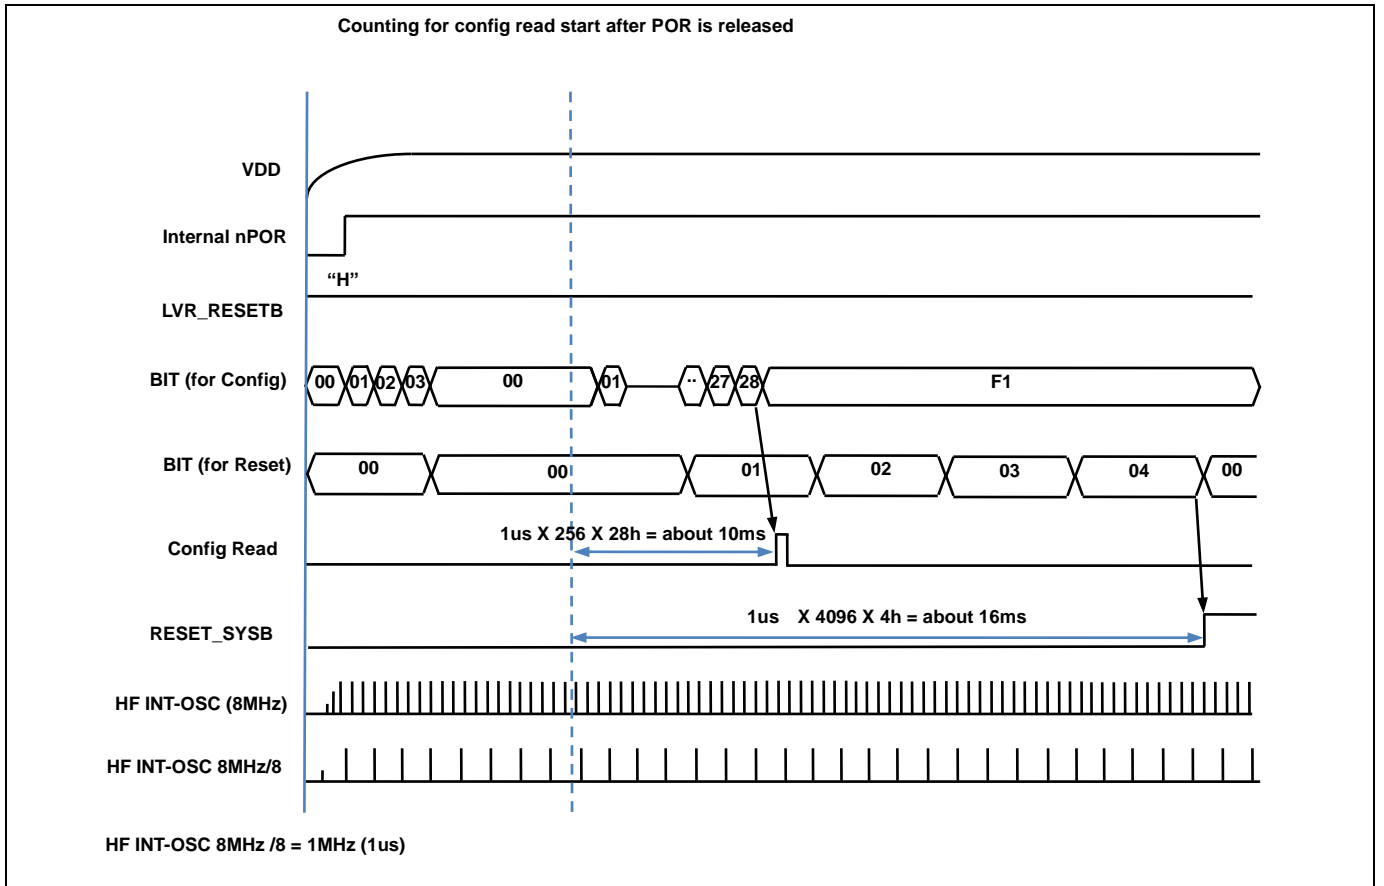 Counting for config read start after POR is released
VDD
Internal nPOR
“H”
LVR_RESETB
BIT (for Config) 00 01 02 03 00 01 ·· 27 28 F1
BIT (for Reset) 00 00 01 02 03 04 00
1us X 256 X 28h = about 10ms
Config Read
1us X 4096 X 4h = about 16ms
RESET_SYSB
HF INT-OSC (8MHz)
HF INT-OSC 8MHz/8
HF INT-OSC 8MHz /8 = 1MHz (1us)